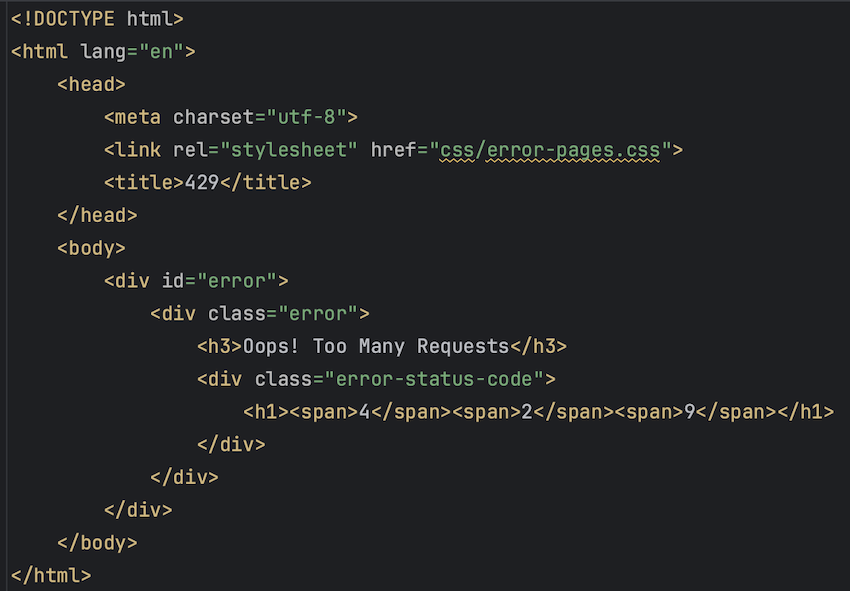 <!DOCTYPE html>
<html lang="en">
    <head>
        <meta charset="utf-8">
        <link rel="stylesheet" href="css/error-pages.css">
        <title>429</title>
    </head>
    <body>
        <div id="error">
            <div class="error">
                <h3>Oops! Too Many Requests</h3>
                <div class="error-status-code">
                    <h1><span>4</span><span>2</span><span>9</span></h1>
                </div>
            </div>
        </div>
    </body>
</html>